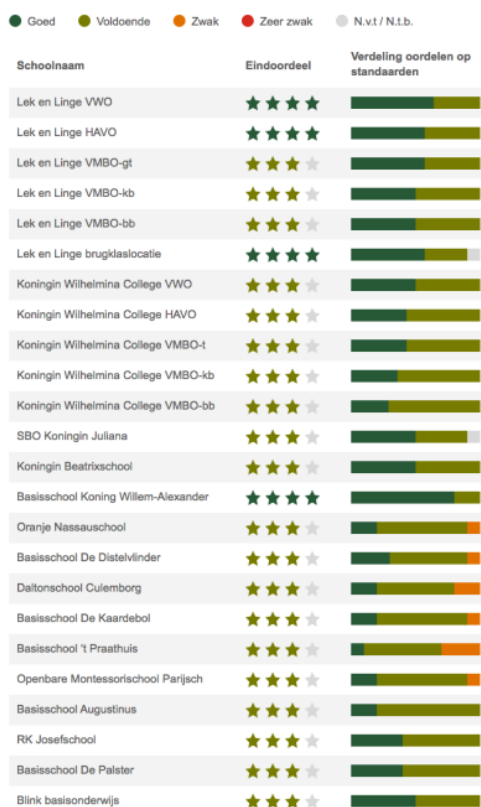 Goed Voldoende Zwak Zeer zwak N.v.t / N.t.b.
Schoolnaam Eindoordeel Verdeling oordelen op
standaarden
Lek en Linge VWO
Lek en Linge HAVO
Lek en Linge VMBO-gt
Lek en Linge VMBO-kb
Lek en Linge VMBO-bb
Lek en Linge brugklaslocatie
Koningin Wilhelmina College VWO
Koningin Wilhelmina College HAVO
Koningin Wilhelmina College VMBO-t
Koningin Wilhelmina College VMBO-kb
Koningin Wilhelmina College VMBO-bb
SBO Koningin Juliana
Koningin Beatrixschool
Basisschool Koning Willem-Alexander
Oranje Nassauschool
Basisschool De Distelvlinder
Daltonschool Culemborg
Basisschool De Kaardebol
Basisschool 't Praathuis
Openbare Montessorischool Parijsch
Basisschool Augustinus
RK Josefschool
Basisschool De Palster
Blink basisonderwijs